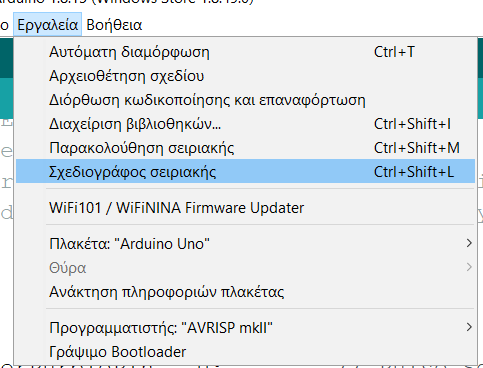 Εργαλεία Βοήθεια
Αυτόματη διαμόρφωση Ctrl+T
Αρχειοθέτηση σχεδίου
Διόρθωση κωδικοποίησης και επαναφόρτωση
Διαχείριση βιβλιοθηκών... Ctrl+Shift+I
Παρακολούθηση σειριακής Ctrl+Shift+M
Σχεδιογράφος σειριακής Ctrl+Shift+L
WiFi101 / WiFiNINA Firmware Updater
Πλακέτα: "Arduino Uno"
Θύρα
Ανάκτηση πληροφοριών πλακέτας
Προγραμματιστής: "AVRISP mkII"
Γράψιμο Bootloader